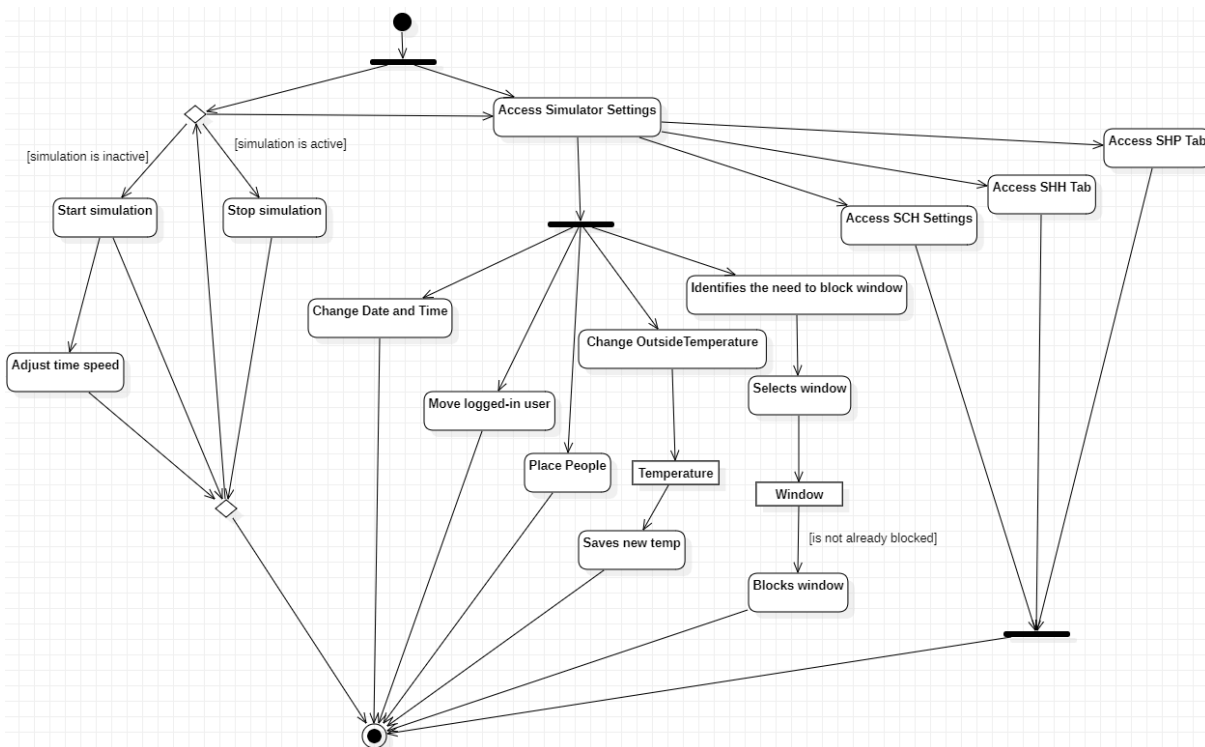 Access Simulator Settings
Access SHP Tab
[simulation is inactive]
[simulation is active]
Access SHH Tab
Start simulation
Stop simulation
Access SCH Settings
Identifies the need to block window
Change Date and Time
Change OutsideTemperature
Adjust time speed
Selects window
Move logged-in user
Place People
Temperature
Window
Saves new temp
[is not already blocked]
Blocks window